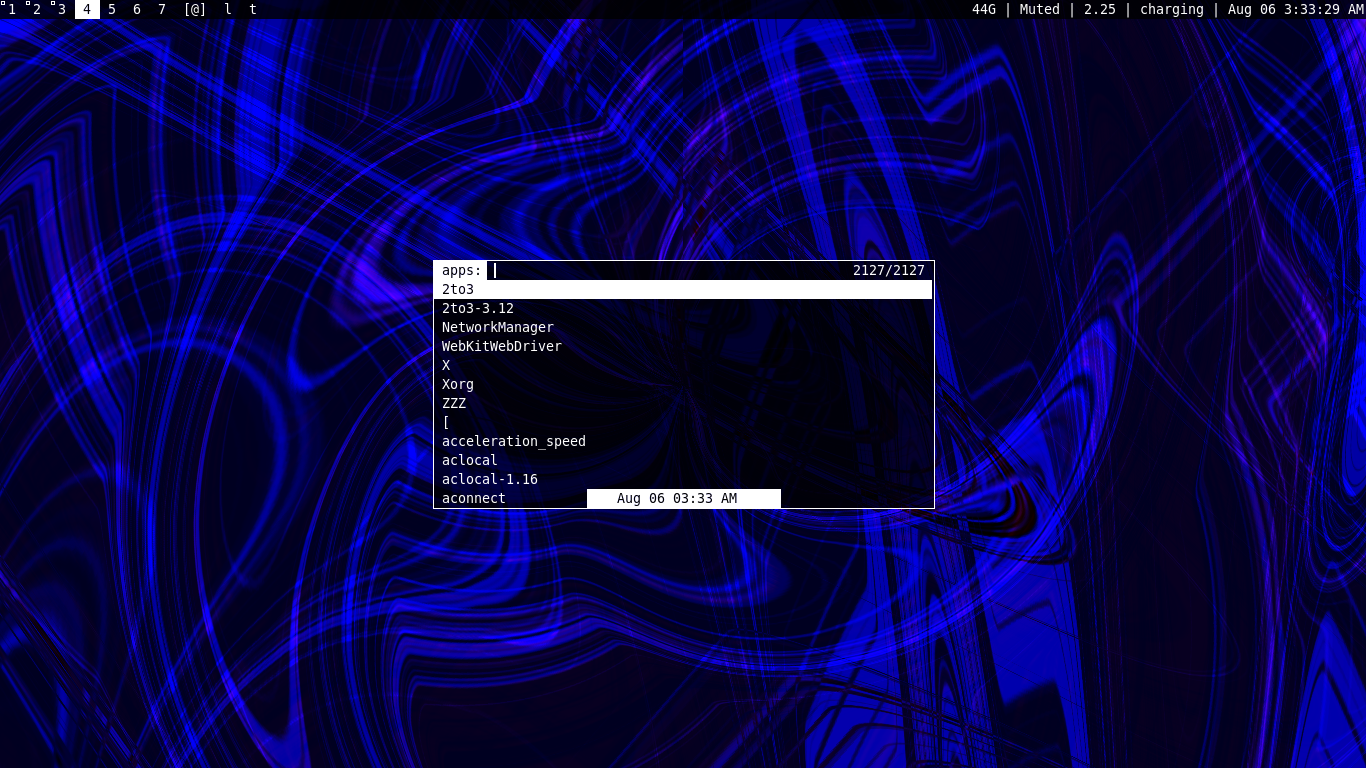 1 2 3 4 5 6 7 [@] l t 44G | Muted | 2.25 | charging | Aug 06 3:33:29 AM
apps: 2127/2127
2to3
2to3-3.12
NetworkManager
WebKitWebDriver
X
Xorg
ZZZ
[
acceleration_speed
aclocal
aclocal-1.16
aconnect
Aug 06 03:33 AM